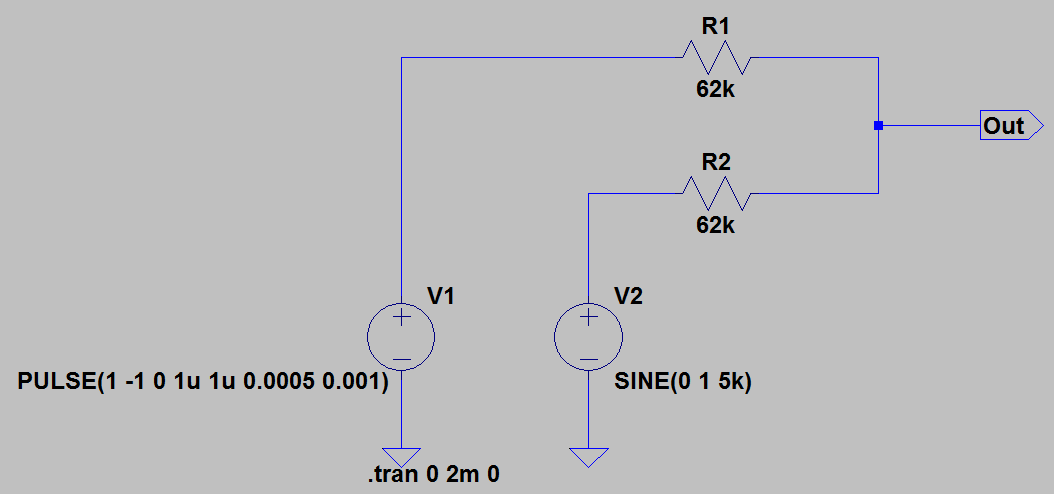 R1
62k
Out
R2
62k
V1
V2
PULSE(1 -1 0 1u 1u 0.0005 0.001)
SINE(0 1 5k)
.tran 0 2m 0